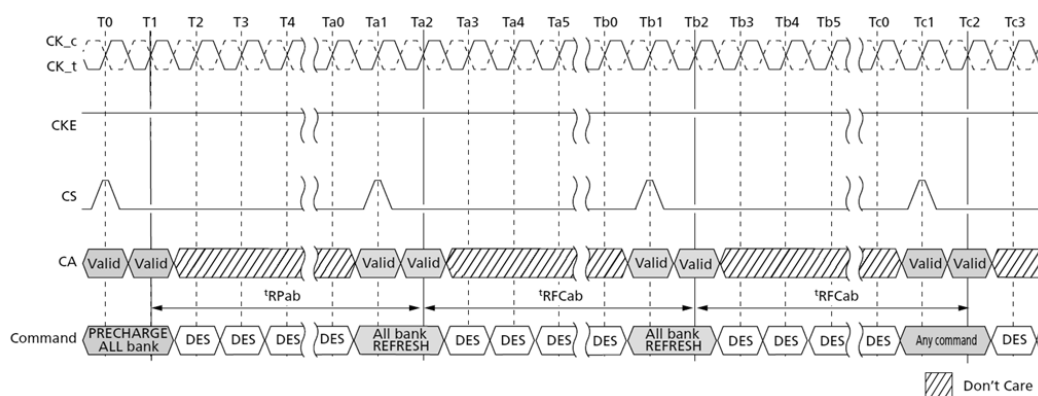 T0 T1 T2 T3 T4 Ta0 Ta1 Ta2 Ta3 Ta4 Ta5 Tb0 Tb1 Tb2 Tb3 Tb4 Tb5 Tc0 Tc1 Tc2 Tc3
CK_c
CK_t
CKE
CS
CA Valid Valid Valid Valid Valid Valid Valid Valid
tRPab tRFCab tRFCab
Command PRECHARGE ALL bank DES DES DES DES All bank REFRESH DES DES DES DES All bank REFRESH DES DES DES DES Any command DES
Don't Care